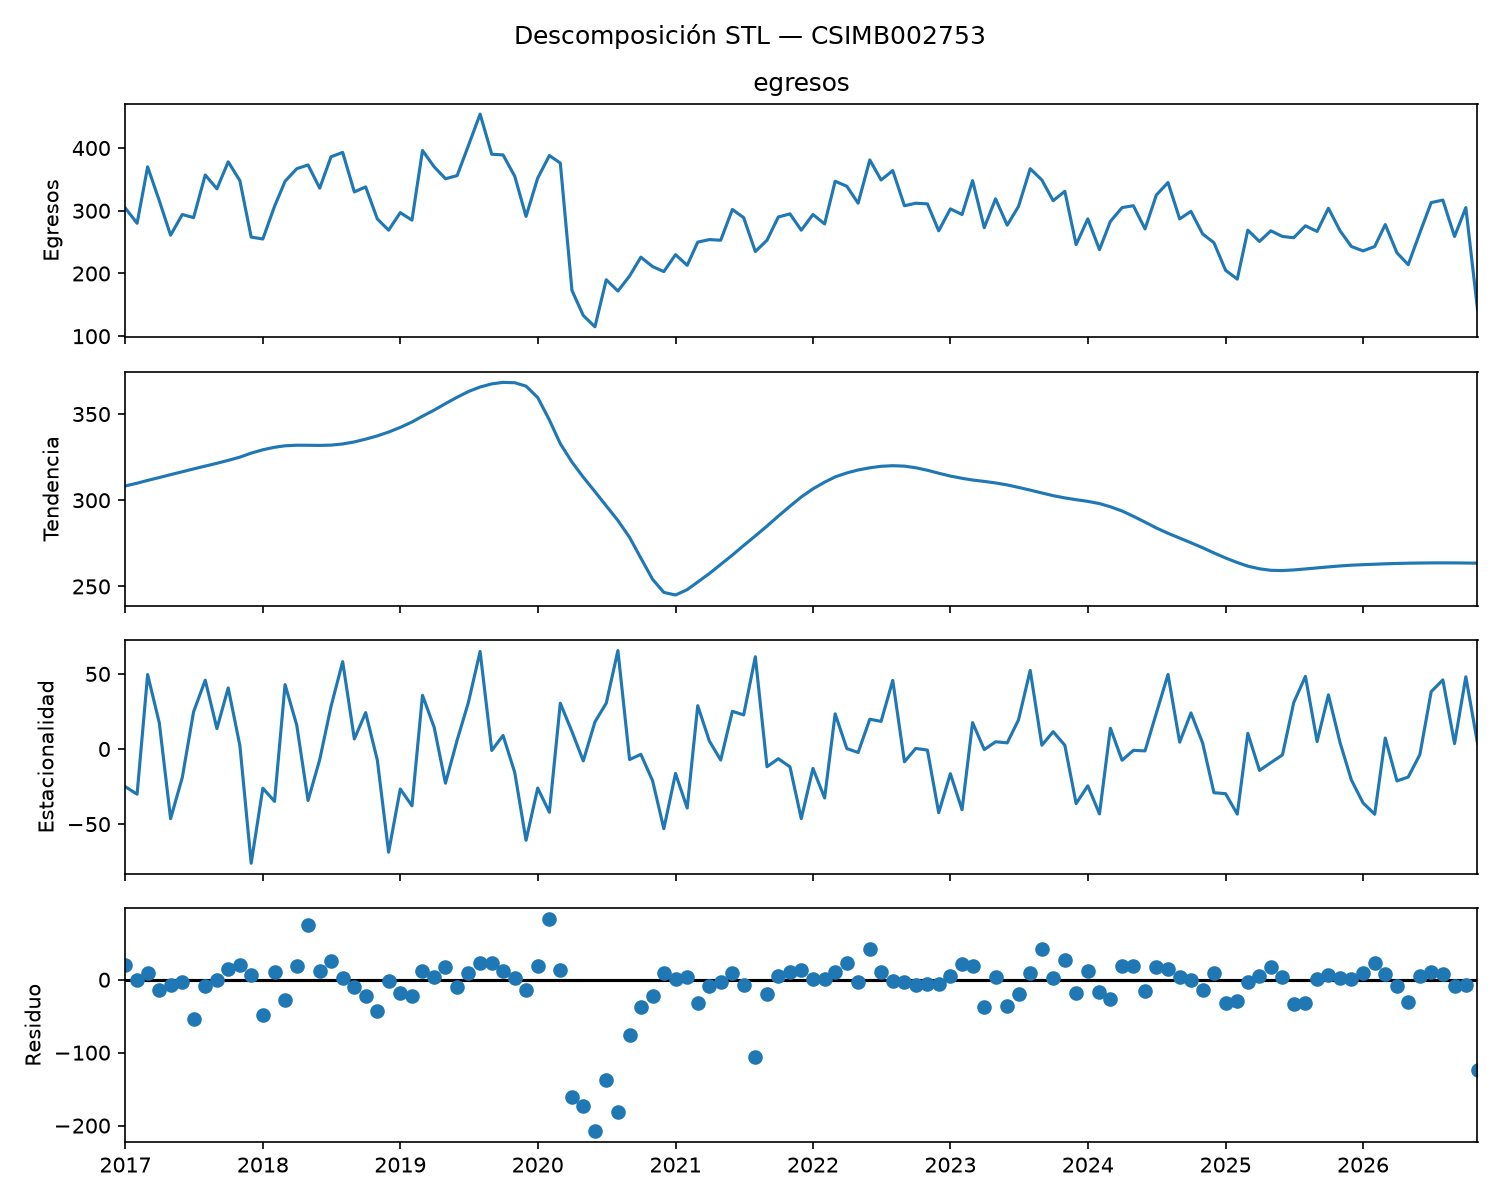 Descomposición STL — CSIMB002753
egresos
Egresos
400
300
200
100
Tendencia
350
300
250
Estacionalidad
50
0
−50
Residuo
0
−100
−200
2017 2018 2019 2020 2021 2022 2023 2024 2025 2026